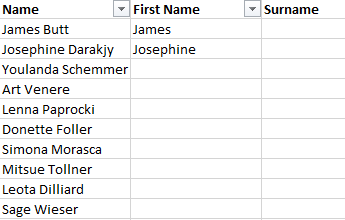 Name First Name Surname
James Butt James
Josephine Darakjy Josephine
Youlanda Schemmer
Art Venere
Lenna Paprocki
Donette Foller
Simona Morasca
Mitsue Tollner
Leota Dilliard
Sage Wieser